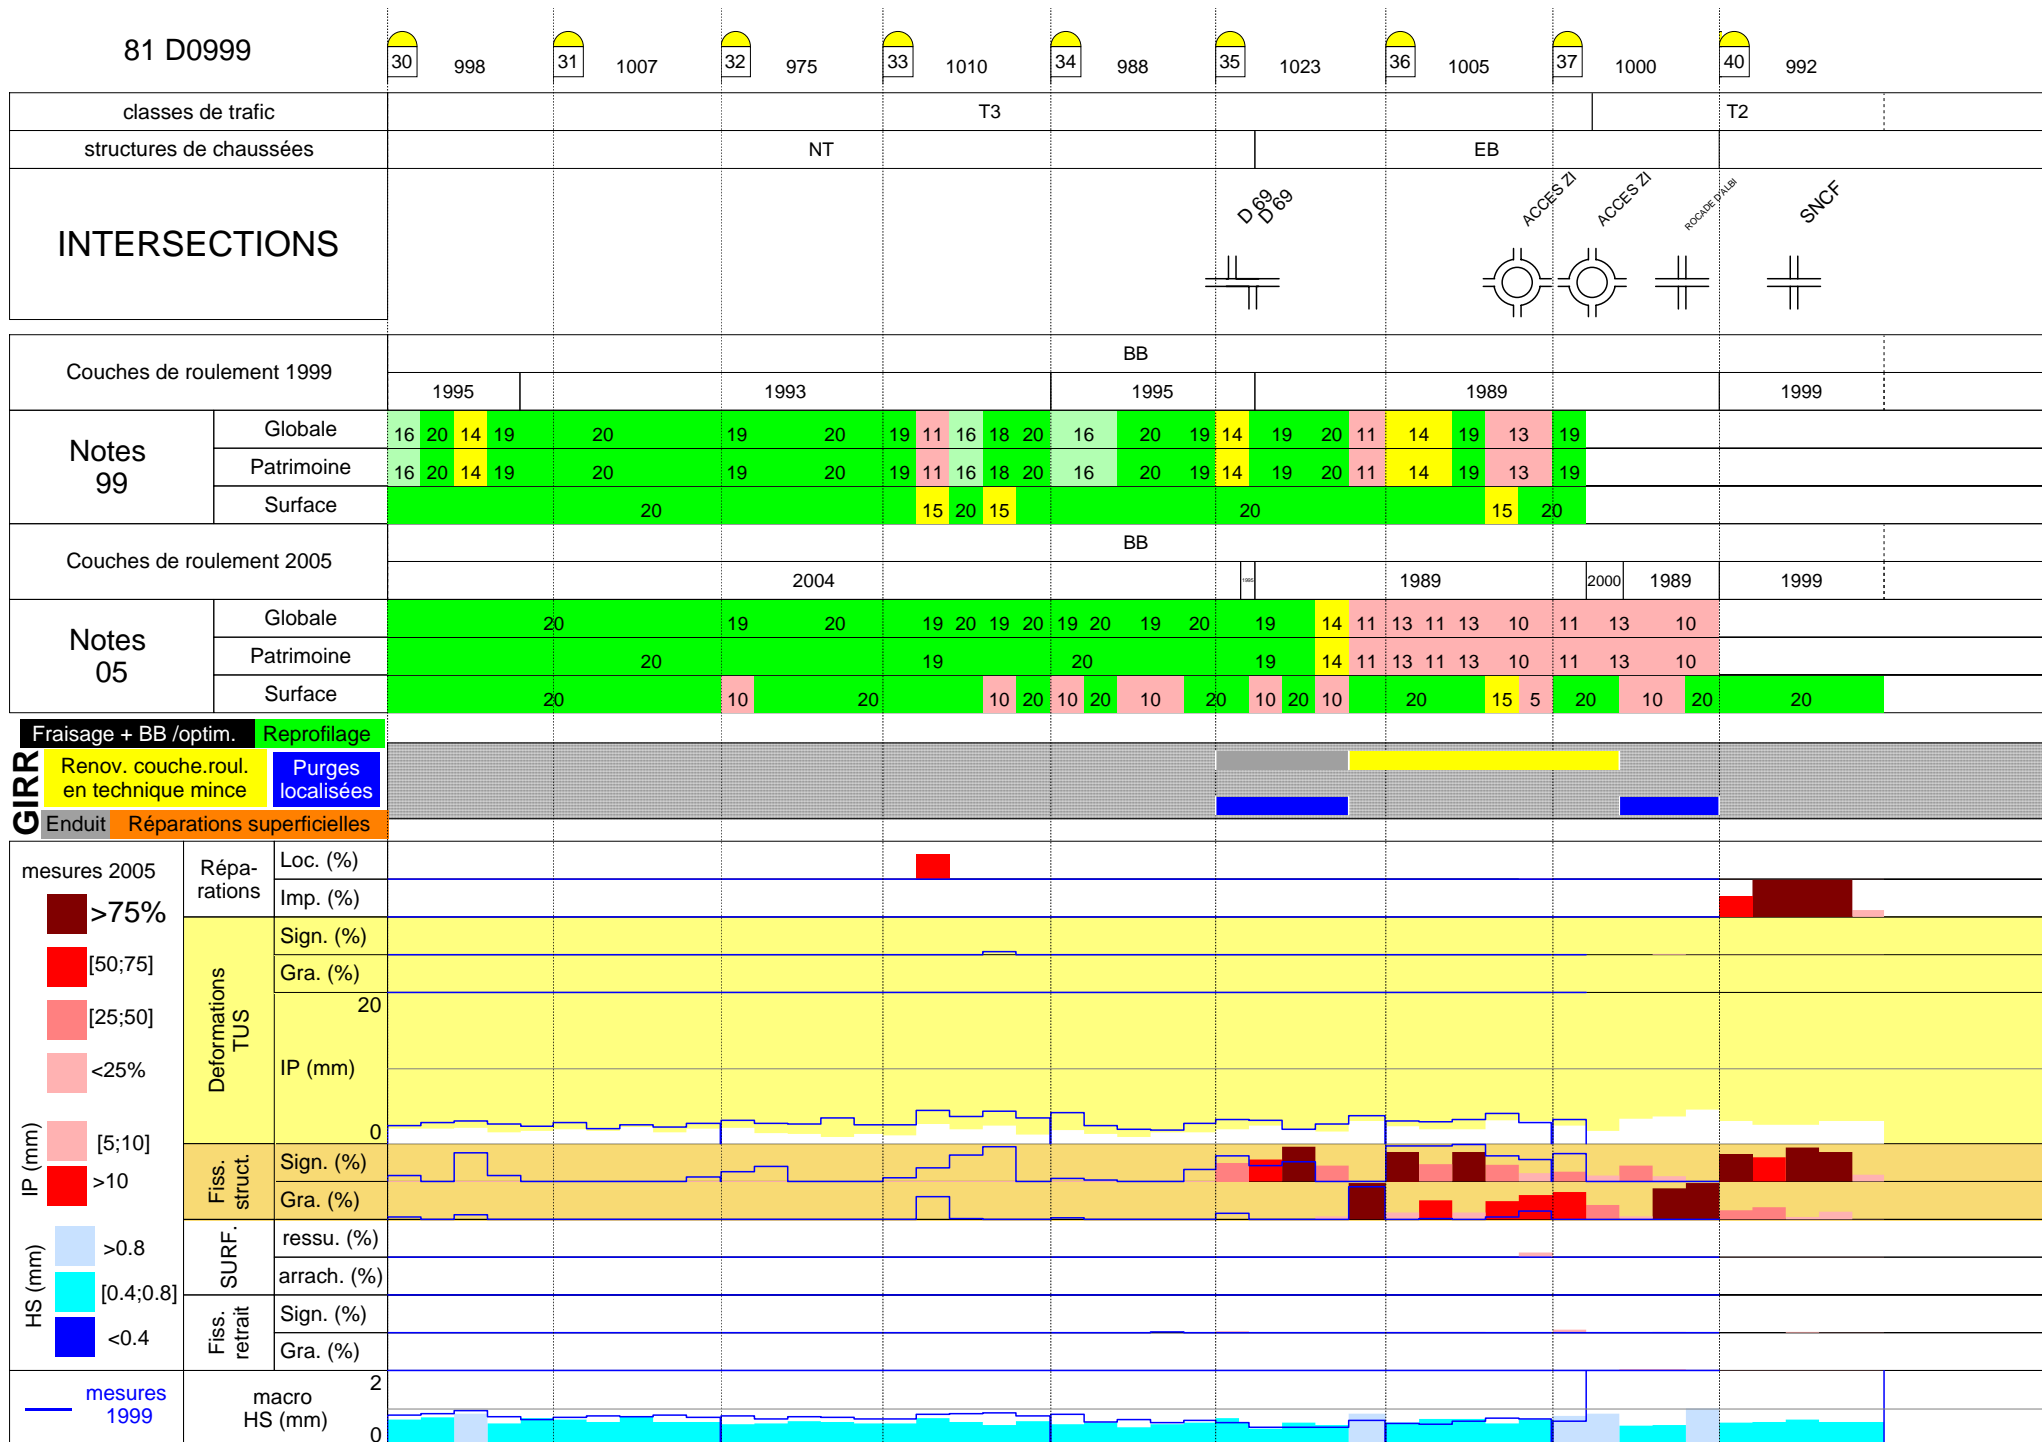 81 D0999
30 998 31 1007 32 975 33 1010 34 988 35 1023 36 1005 37 1000 40 992
classes de trafic T3 T2
structures de chaussées NT EB
INTERSECTIONS
D 69 D 69 ACCES ZI ACCES ZI ROCADE D'ALBI SNCF
Couches de roulement 1999 BB
1995 1993 1995 1989 1999
Notes 99
Globale 16 20 14 19 20 19 20 19 11 16 18 20 16 20 19 14 19 20 11 14 19 13 19
Patrimoine 16 20 14 19 20 19 20 19 11 16 18 20 16 20 19 14 19 20 11 14 19 13 19
Surface 20 15 20 15 20 15 20
Couches de roulement 2005 BB
2004 1995 1989 2000 1989 1999
Notes 05
Globale 20 19 20 19 20 19 20 19 20 19 20 19 14 11 13 11 13 10 11 13 10
Patrimoine 20 19 20 19 14 11 13 11 13 10 11 13 10
Surface 20 10 20 10 20 10 20 10 20 10 20 10 20 15 5 20 10 20 20
GIRR
Fraisage + BB /optim. Reprofilage
Renov. couche.roul.
en technique mince
Purges
localisées
Enduit Réparations superficielles
mesures 2005
>75%
[50;75]
[25;50]
<25%
IP (mm)
[5;10]
>10
HS (mm)
>0.8
[0.4;0.8]
<0.4
mesures
1999
Répa-
rations
Loc. (%)
Imp. (%)
Deformations
TUS
Sign. (%)
Gra. (%)
20
IP (mm)
0
Fiss.
struct.
Sign. (%)
Gra. (%)
SURF.
ressu. (%)
arrach. (%)
Fiss.
retrait
Sign. (%)
Gra. (%)
macro
HS (mm)
2
0